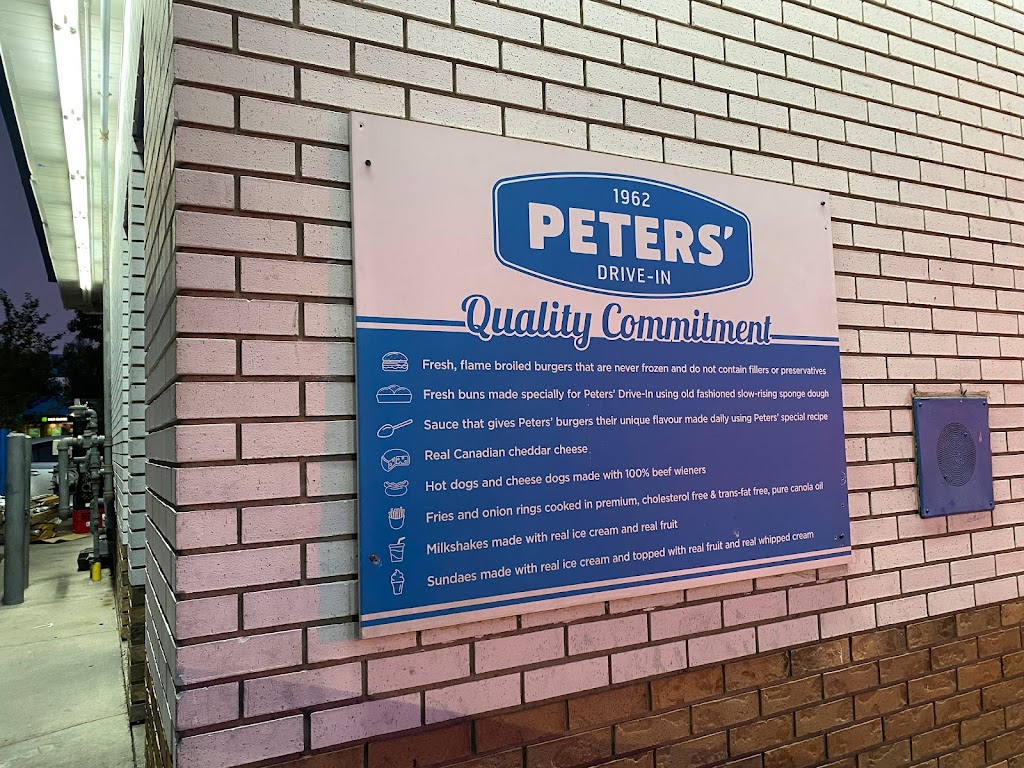 1962
PETERS'
DRIVE-IN
Quality Commitment
Fresh, flame broiled burgers that are never frozen and do not contain fillers or preservatives
Fresh buns made specially for Peters' Drive-In using old fashioned slow-rising sponge dough
Sauce that gives Peters' burgers their unique flavour made daily using Peters' special recipe
Real Canadian cheddar cheese
Hot dogs and cheese dogs made with 100% beef wieners
Fries and onion rings cooked in premium, cholesterol free & trans-fat free, pure canola oil
Milkshakes made with real ice cream and real fruit
Sundaes made with real ice cream and topped with real fruit and real whipped cream